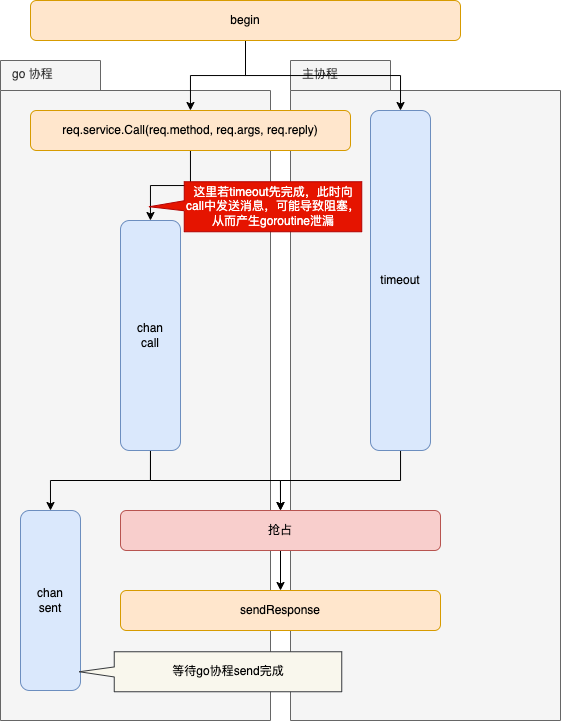 begin
go 协程
主协程
req.service.Call(req.method, req.args, req.reply)
这里若timeout先完成，此时向
call中发送消息，可能导致阻塞，
从而产生goroutine泄漏
timeout
chan
call
抢占
chan
sent
sendResponse
等待go协程send完成